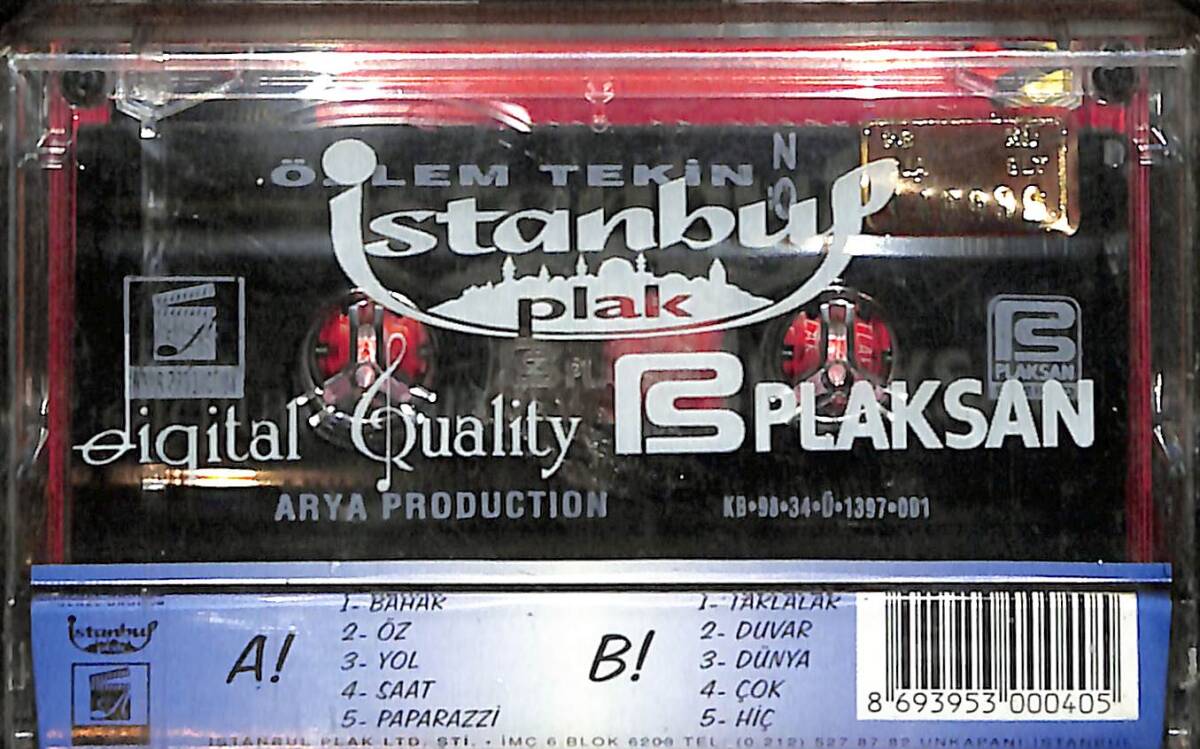 ÖZLEM TEKİN
istanbul
plak
PLAKSAN
Digital Quality
PLAKSAN
ARYA PRODUCTION
KB•98•34•Ü•1397•001
istanbul
A!
1- BAHAR
2- ÖZ
3- YOL
4- SAAT
5- PAPARAZZİ
B!
1- TARLALAR
2- DUVAR
3- DÜNYA
4- ÇOK
5- HİÇ
8 693953 000405
İSTANBUL PLAK LTD. ŞTİ. • İMÇ 6 BLOK 6209 TEL. (0 212) 527 87 82 UNKAPANI İSTANBUL